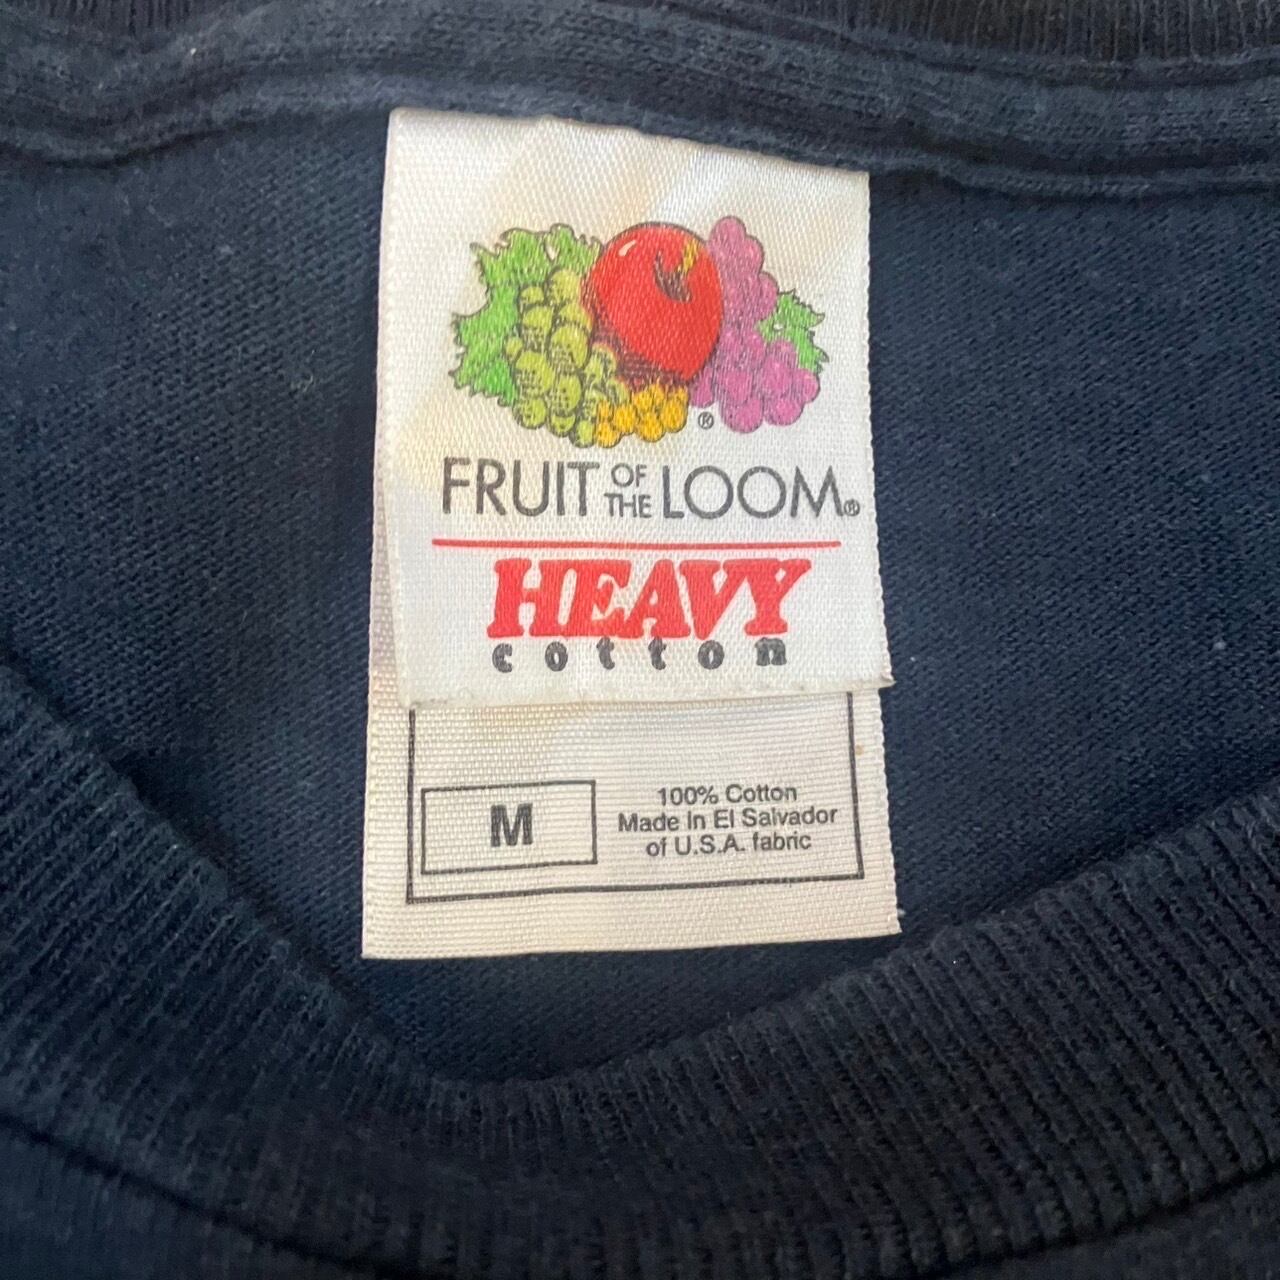 ®
FRUIT OF THE LOOM®
HEAVY
cotton
M
100% Cotton
Made In El Salvador
of U.S.A. fabric